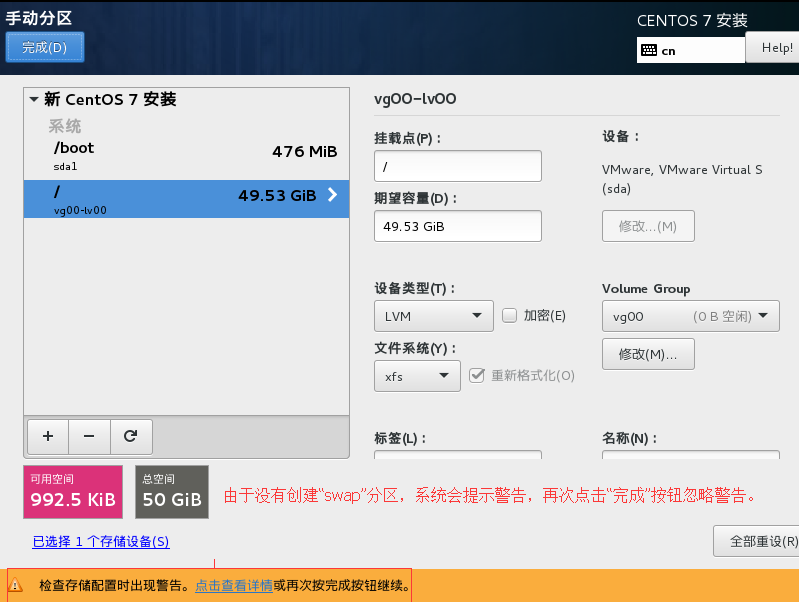 手动分区
完成(D)
CENTOS 7 安装
cn
Help!
新 CentOS 7 安装
系统
/boot
476 MiB
sda1
/
49.53 GiB
vg00-lv00
vg00-lv00
挂载点(P)：
/
期望容量(D)：
49.53 GiB
设备：
VMware, VMware Virtual S
(sda)
修改...(M)
设备类型(T)：
LVM
加密(E)
Volume Group
vg00 (0 B 空闲)
文件系统(Y)：
xfs
重新格式化(O)
修改(M)...
标签(L)：
名称(N)：
+
−
可用空间
992.5 KiB
总空间
50 GiB
由于没有创建“swap”分区，系统会提示警告，再次点击“完成”按钮忽略警告。
已选择 1 个存储设备(S)
全部重设(R)
检查存储配置时出现警告。点击查看详情或再次按完成按钮继续。